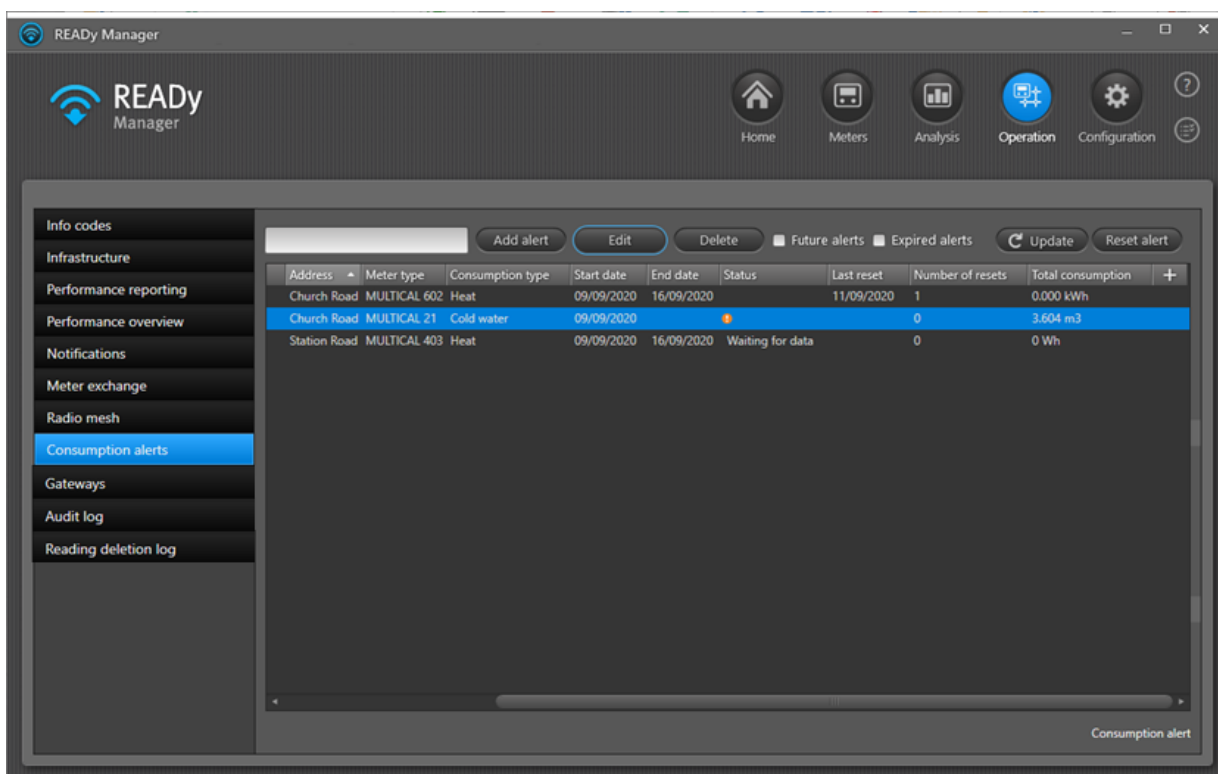 READy Manager
READy
Manager
Home Meters Analysis Operation Configuration
?
Info codes
Infrastructure
Performance reporting
Performance overview
Notifications
Meter exchange
Radio mesh
Consumption alerts
Gateways
Audit log
Reading deletion log
Add alert Edit Delete Future alerts Expired alerts Update Reset alert
Address Meter type Consumption type Start date End date Status Last reset Number of resets Total consumption +
Church Road MULTICAL 602 Heat 09/09/2020 16/09/2020 11/09/2020 1 0.000 kWh
Church Road MULTICAL 21 Cold water 09/09/2020 0 3.604 m3
Station Road MULTICAL 403 Heat 09/09/2020 16/09/2020 Waiting for data 0 0 Wh
Consumption alert